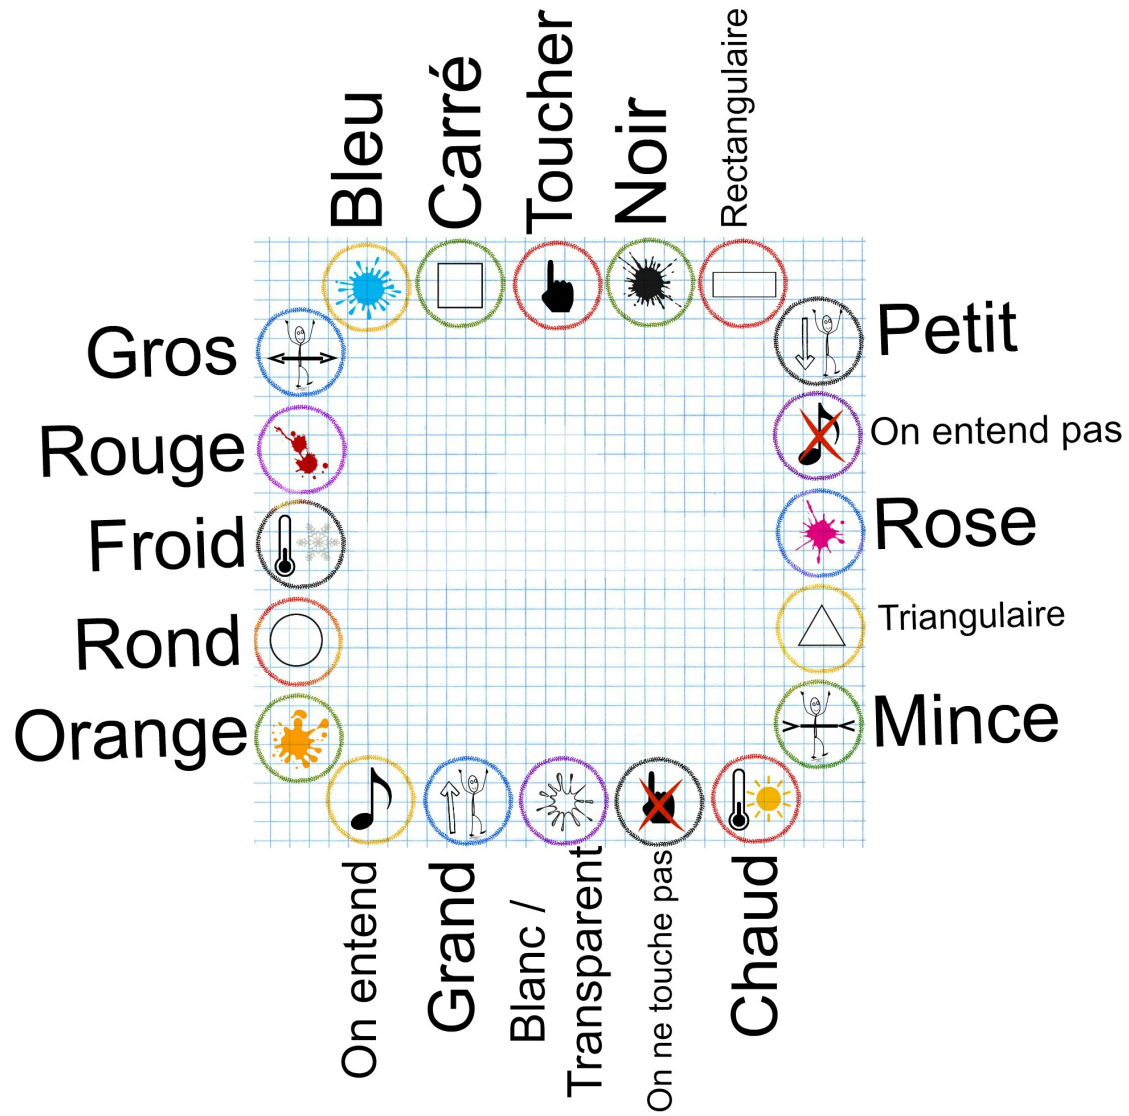 Bleu
Carré
Toucher
Noir
Rectangulaire
Gros
Rouge
Froid
Rond
Orange
Petit
On entend pas
Rose
Triangulaire
Mince
On entend
Grand
Blanc /
Transparent
On ne touche pas
Chaud